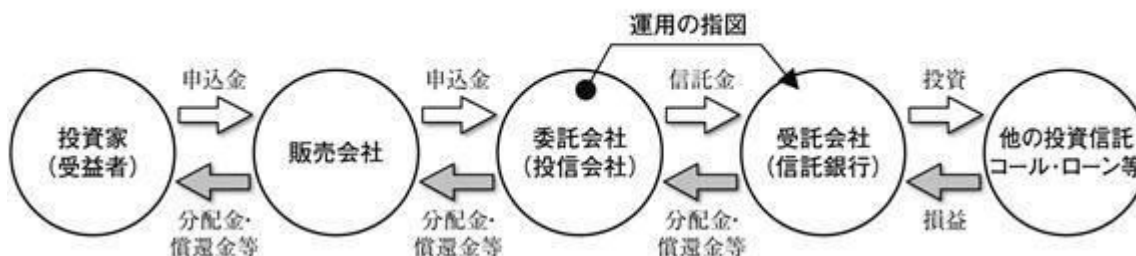 運用の指図
申込金
申込金
信託金
投資
投資家
（受益者）
販売会社
委託会社
（投信会社）
受託会社
（信託銀行）
他の投資信託
コール・ローン等
分配金・
償還金等
分配金・
償還金等
分配金・
償還金等
損益